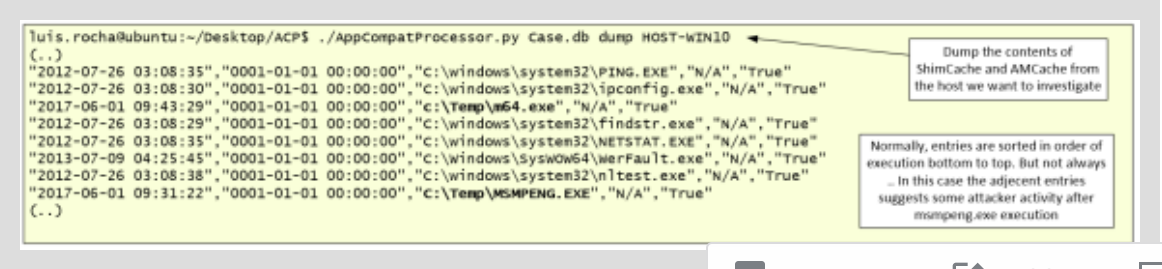 luis.rocha@ubuntu:~/Desktop/ACP$ ./AppCompatProcessor.py Case.db dump HOST-WIN10
(..)
"2012-07-26 03:08:35","0001-01-01 00:00:00","C:\windows\system32\PING.EXE","N/A","True"
"2012-07-26 03:08:30","0001-01-01 00:00:00","C:\windows\system32\ipconfig.exe","N/A","True"
"2017-06-01 09:43:29","0001-01-01 00:00:00","c:\Temp\m64.exe","N/A","True"
"2012-07-26 03:08:29","0001-01-01 00:00:00","C:\windows\system32\findstr.exe","N/A","True"
"2012-07-26 03:08:35","0001-01-01 00:00:00","C:\windows\system32\NETSTAT.EXE","N/A","True"
"2013-07-09 04:25:45","0001-01-01 00:00:00","C:\windows\SysWOW64\WerFault.exe","N/A","True"
"2012-07-26 03:08:38","0001-01-01 00:00:00","C:\windows\system32\nltest.exe","N/A","True"
"2017-06-01 09:31:22","0001-01-01 00:00:00","c:\Temp\MSMPENG.EXE","N/A","True"
(..)
Dump the contents of
ShimCache and AMCache from
the host we want to investigate
Normally, entries are sorted in order of
execution bottom to top. But not always
... In this case the adjecent entries
suggests some attacker activity after
msmpeng.exe execution